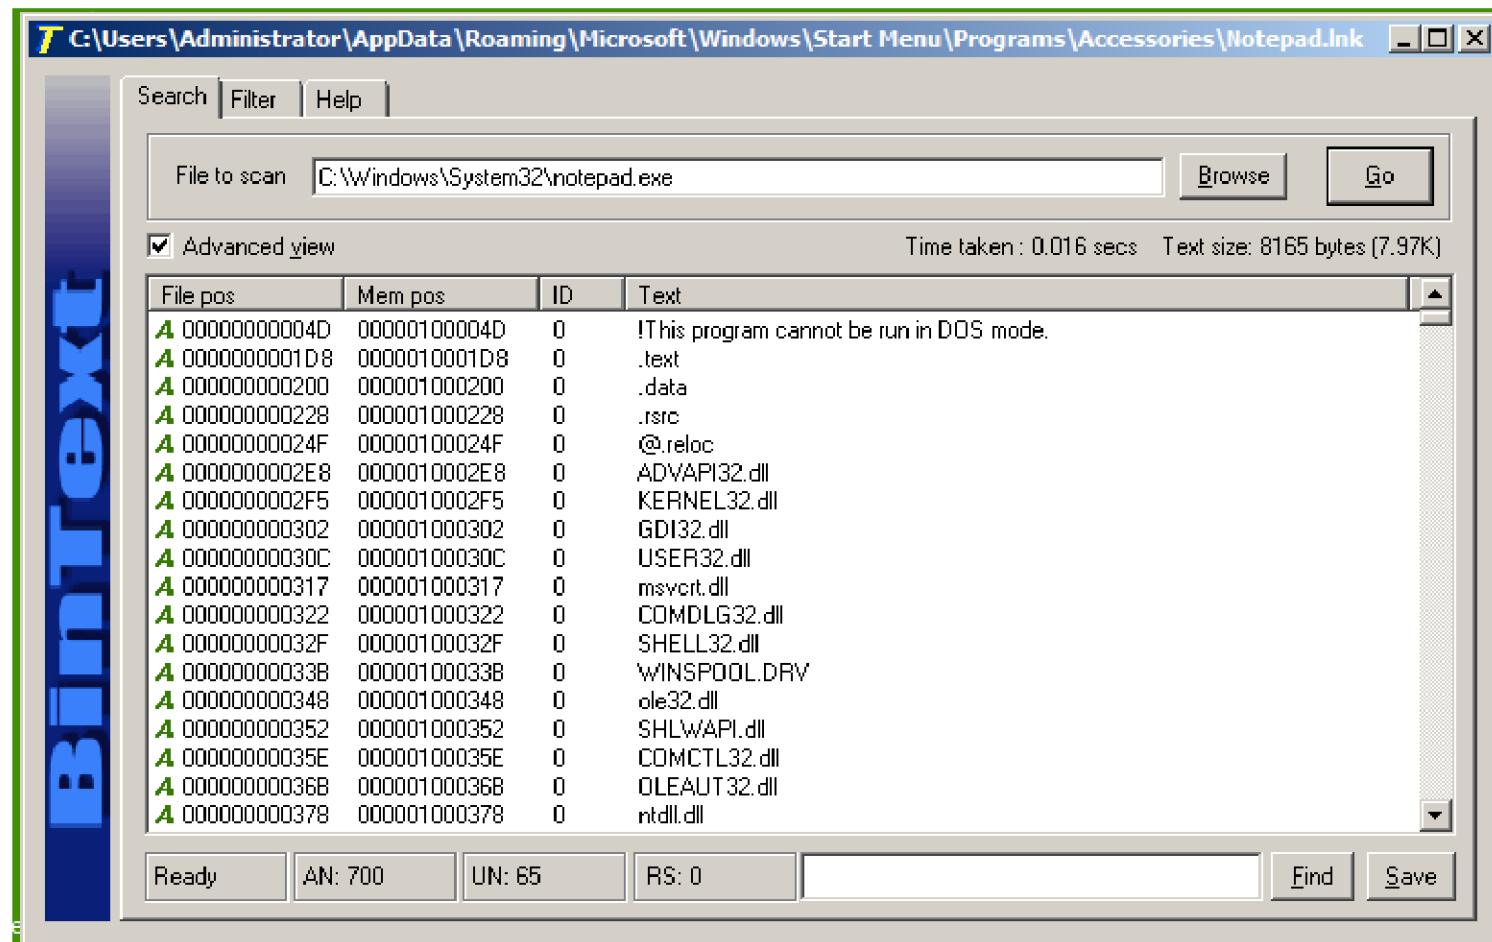 C:\Users\Administrator\AppData\Roaming\Microsoft\Windows\Start Menu\Programs\Accessories\Notepad.lnk
Search Filter Help
File to scan C:\Windows\System32\notepad.exe Browse Go
Advanced view Time taken : 0.016 secs Text size: 8165 bytes (7.97K)
File pos Mem pos ID Text
A 00000000004D 00000100004D 0 !This program cannot be run in DOS mode.
A 0000000001D8 0000010001D8 0 .text
A 000000000200 000001000200 0 .data
A 000000000228 000001000228 0 .rsrc
A 00000000024F 00000100024F 0 @.reloc
A 0000000002E8 0000010002E8 0 ADVAPI32.dll
A 0000000002F5 0000010002F5 0 KERNEL32.dll
A 000000000302 000001000302 0 GDI32.dll
A 00000000030C 00000100030C 0 USER32.dll
A 000000000317 000001000317 0 msvcrt.dll
A 000000000322 000001000322 0 COMDLG32.dll
A 00000000032F 00000100032F 0 SHELL32.dll
A 00000000033B 00000100033B 0 WINSPOOL.DRV
A 000000000348 000001000348 0 ole32.dll
A 000000000352 000001000352 0 SHLWAPI.dll
A 00000000035E 00000100035E 0 COMCTL32.dll
A 00000000036B 00000100036B 0 OLEAUT32.dll
A 000000000378 000001000378 0 ntdll.dll
Ready AN: 700 UN: 65 RS: 0 Find Save
BinText